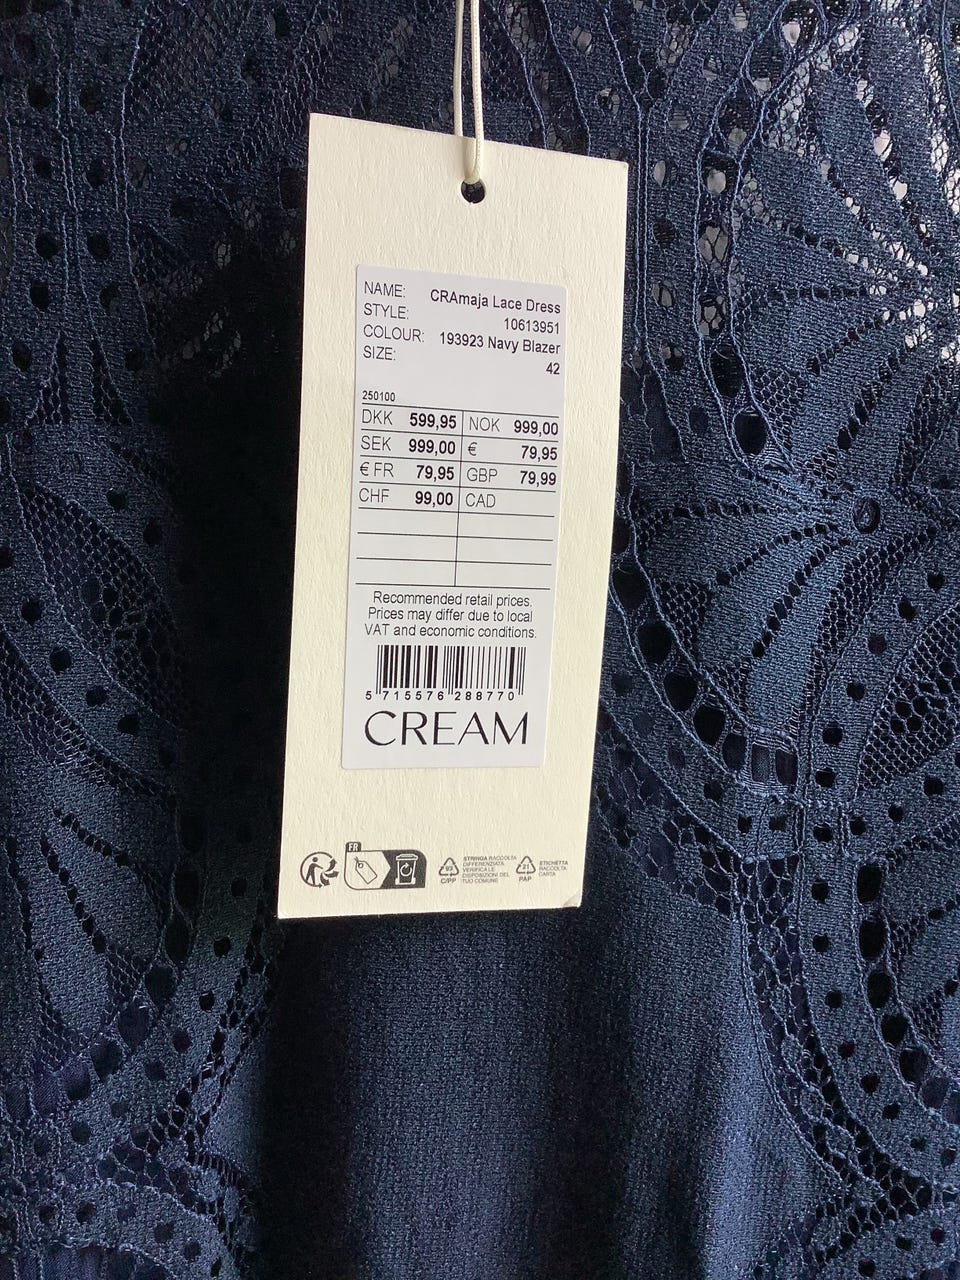 NAME: CRAmaja Lace Dress
STYLE: 10613951
COLOUR: 193923 Navy Blazer
SIZE: 42
250100
DKK 599,95 NOK 999,00
SEK 999,00 € 79,95
€ FR 79,95 GBP 79,99
CHF 99,00 CAD
Recommended retail prices.
Prices may differ due to local
VAT and economic conditions.
5 715576 288770
CREAM
FR
STRINGA RACCOLTA
DIFFERENZIATA
VERIFICA LE
DISPOSIZIONI DEL
TUO COMUNE
C/PP
21
PAP
ETICHETTA
RACCOLTA
CARTA